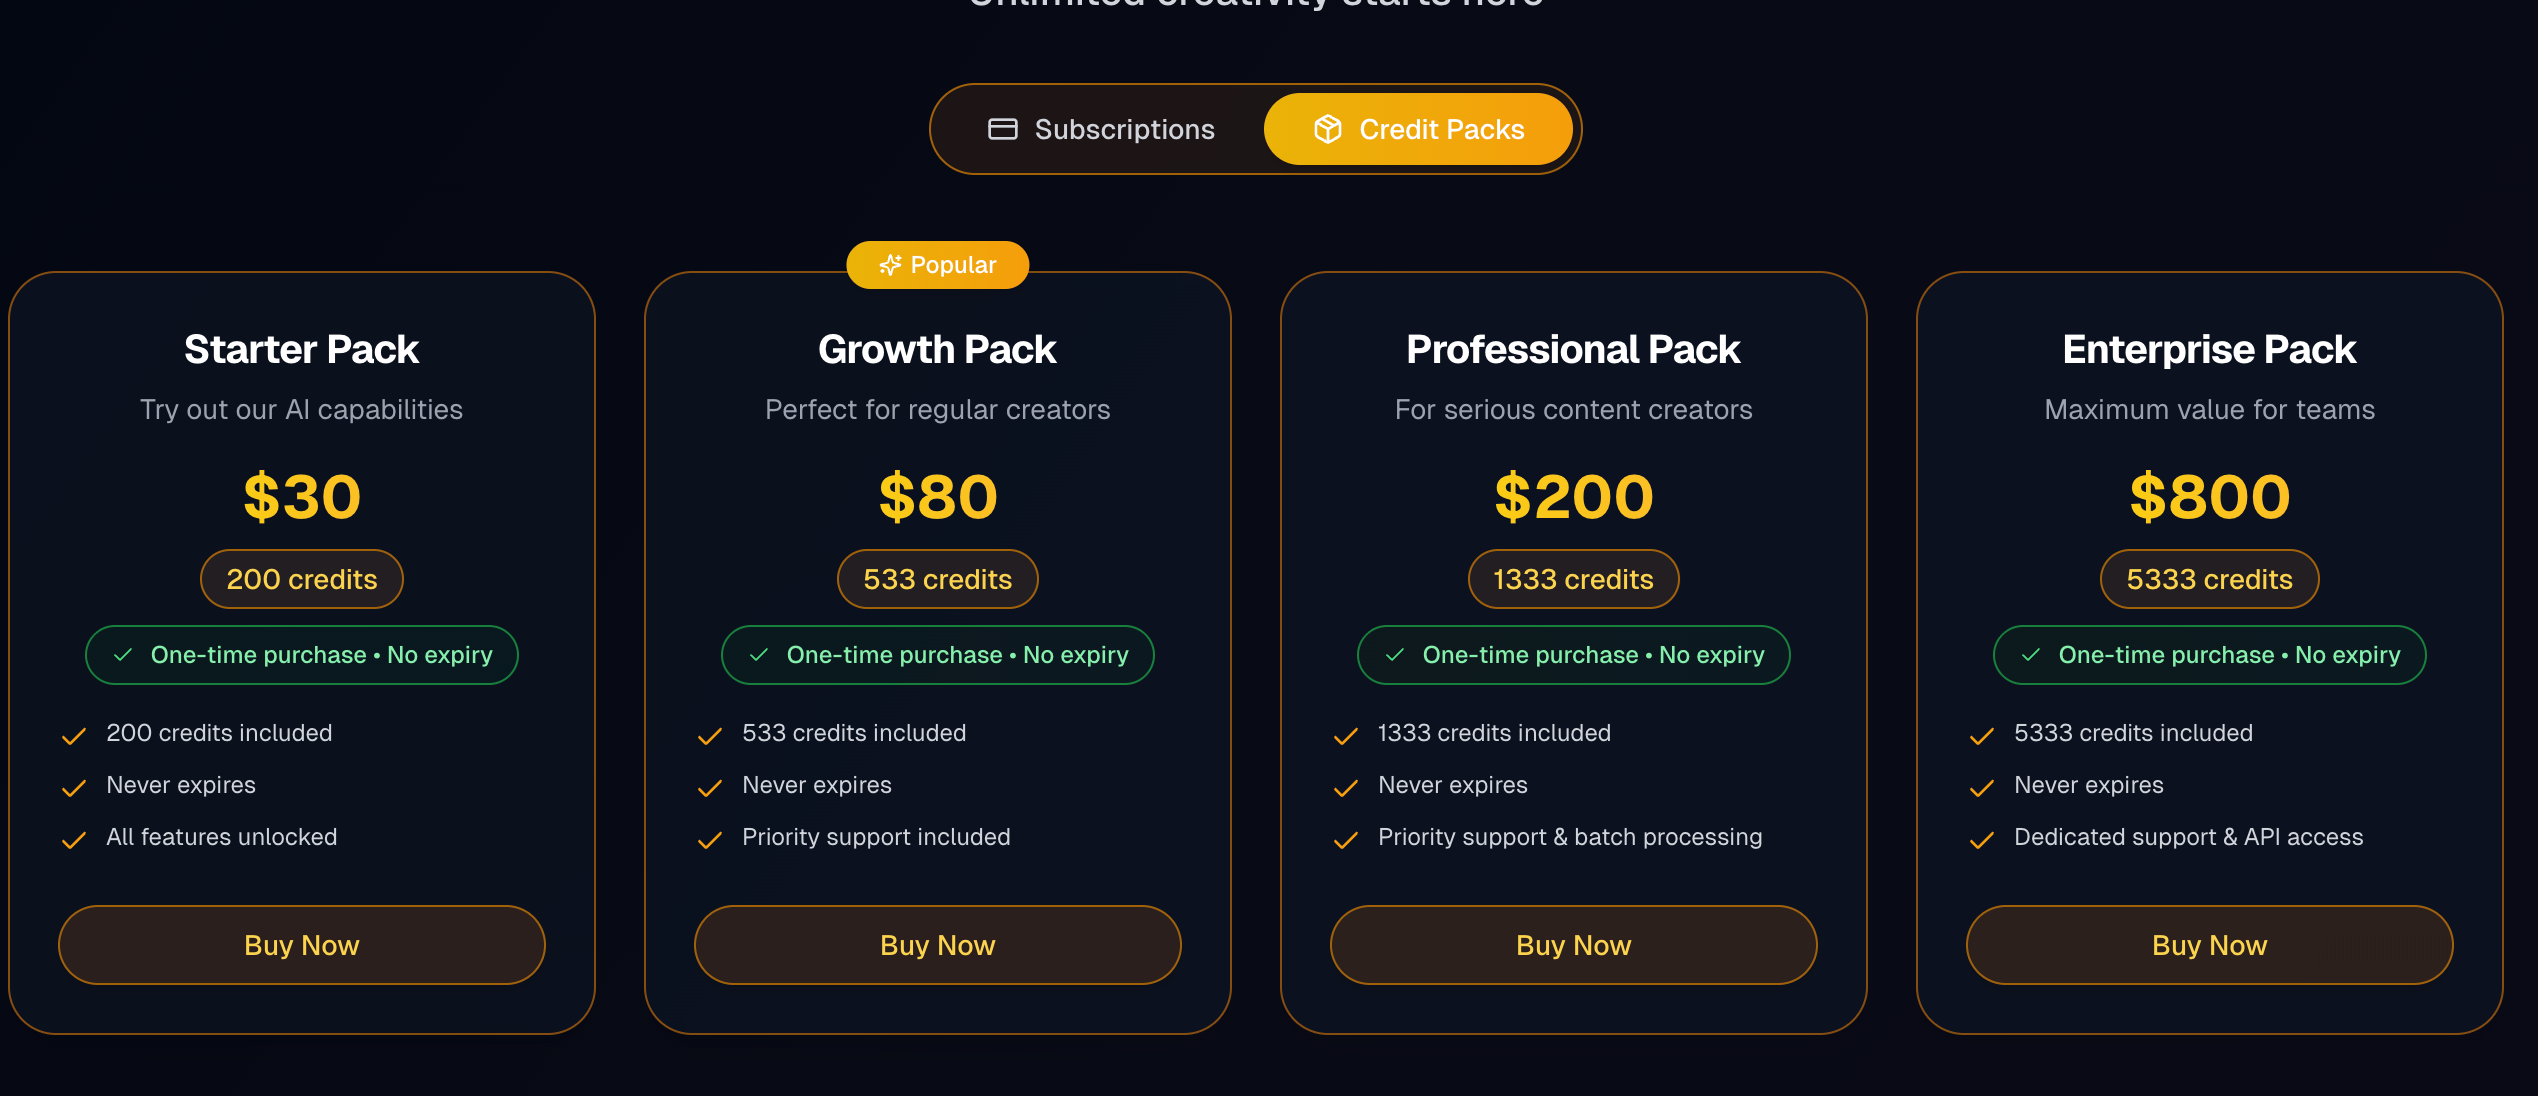 Unlimited creativity starts here
Subscriptions
Credit Packs
Popular
Starter Pack
Try out our AI capabilities
$30
200 credits
One-time purchase • No expiry
200 credits included
Never expires
All features unlocked
Buy Now
Growth Pack
Perfect for regular creators
$80
533 credits
One-time purchase • No expiry
533 credits included
Never expires
Priority support included
Buy Now
Professional Pack
For serious content creators
$200
1333 credits
One-time purchase • No expiry
1333 credits included
Never expires
Priority support & batch processing
Buy Now
Enterprise Pack
Maximum value for teams
$800
5333 credits
One-time purchase • No expiry
5333 credits included
Never expires
Dedicated support & API access
Buy Now